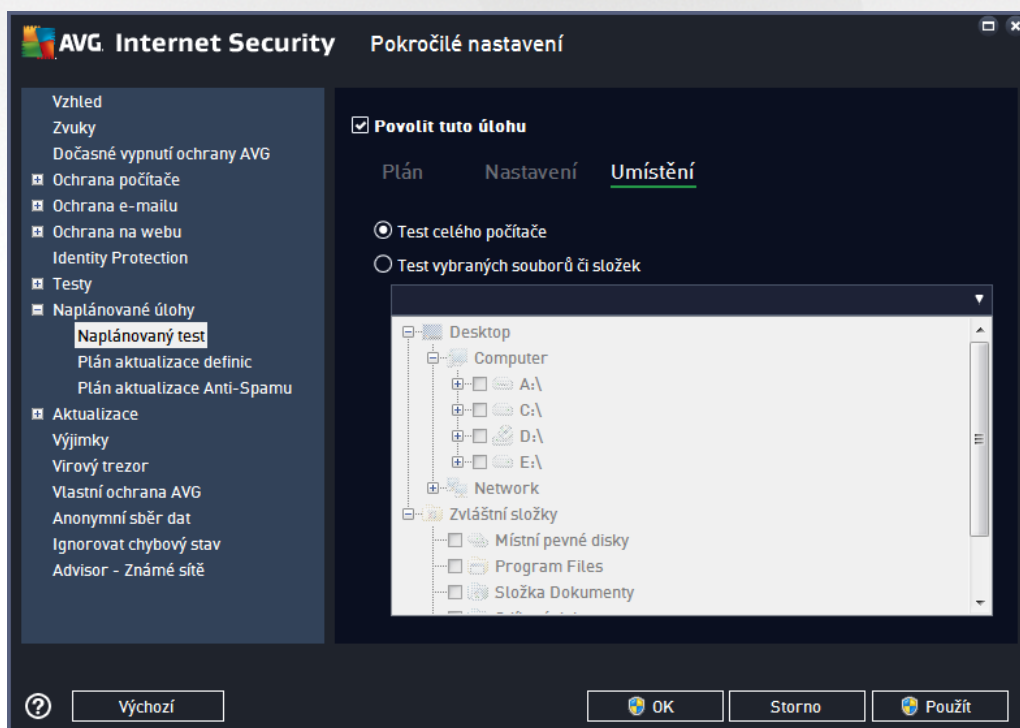 AVG. Internet Security
Pokročilé nastavení
Vzhled
Zvuky
Dočasné vypnutí ochrany AVG
Ochrana počítače
Ochrana e-mailu
Ochrana na webu
Identity Protection
Testy
Naplánované úlohy
Naplánovaný test
Plán aktualizace definic
Plán aktualizace Anti-Spamu
Aktualizace
Výjimky
Virový trezor
Vlastní ochrana AVG
Anonymní sběr dat
Ignorovat chybový stav
Advisor - Známé sítě
Povolit tuto úlohu
Plán Nastavení Umístění
Test celého počítače
Test vybraných souborů či složek
Desktop
Computer
A:\
C:\
D:\
E:\
Network
Zvláštní složky
Místní pevné disky
Program Files
Složka Dokumenty
? Výchozí OK Storno Použít